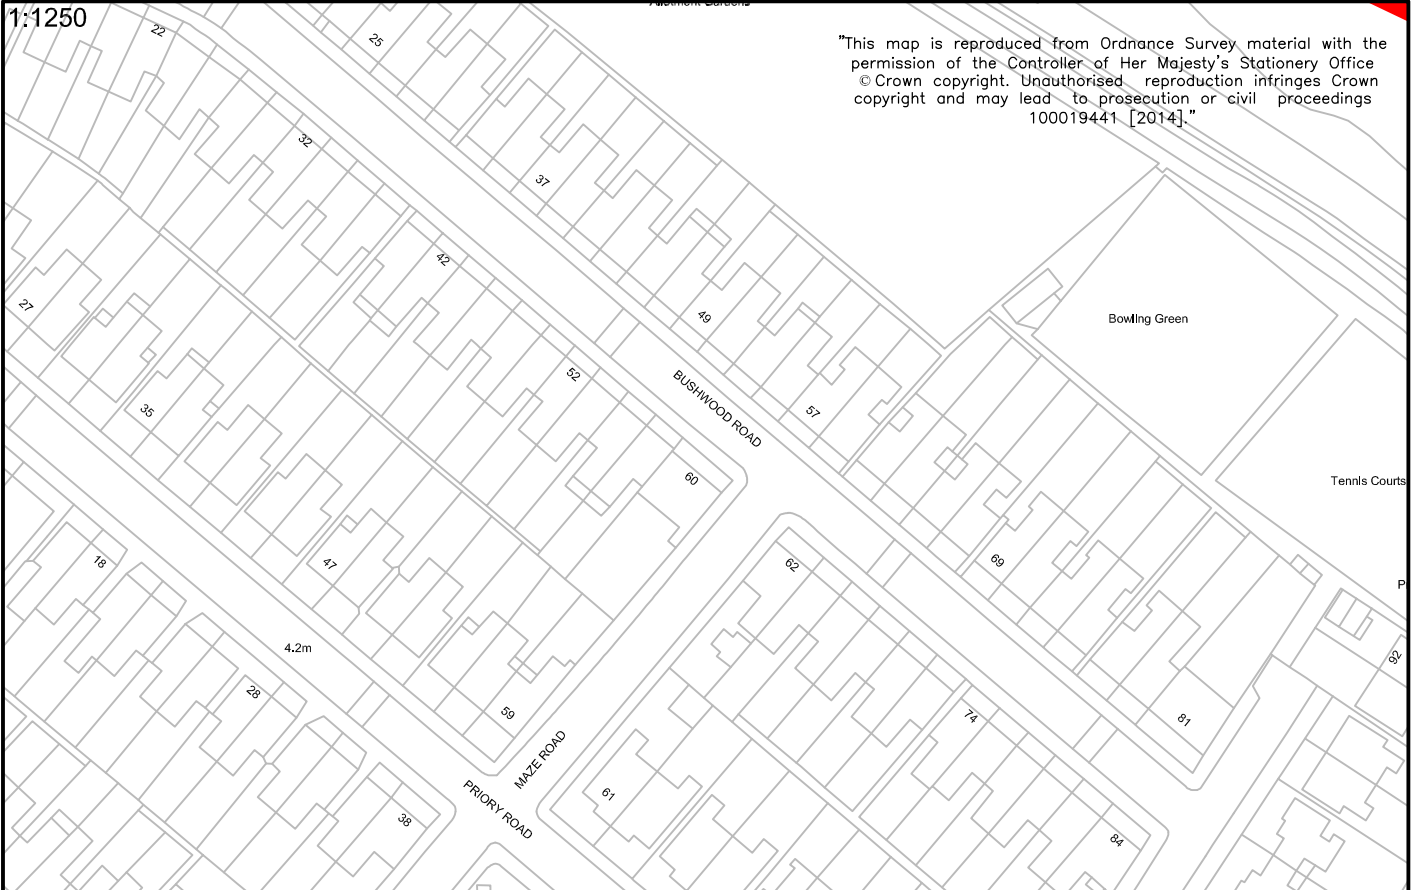 Allotment Gardens
1:1250
22
25
"This map is reproduced from Ordnance Survey material with the
permission of the Controller of Her Majesty's Stationery Office
© Crown copyright. Unauthorised reproduction infringes Crown
copyright and may lead to prosecution or civil proceedings
100019441 [2014]."
32
37
42
27
49
Bowling Green
52
BUSHWOOD ROAD
35
57
60
Tennis Courts
18
47
62
69
P
4.2m
92
28
59
74
81
MAZE ROAD
PRIORY ROAD
61
38
84